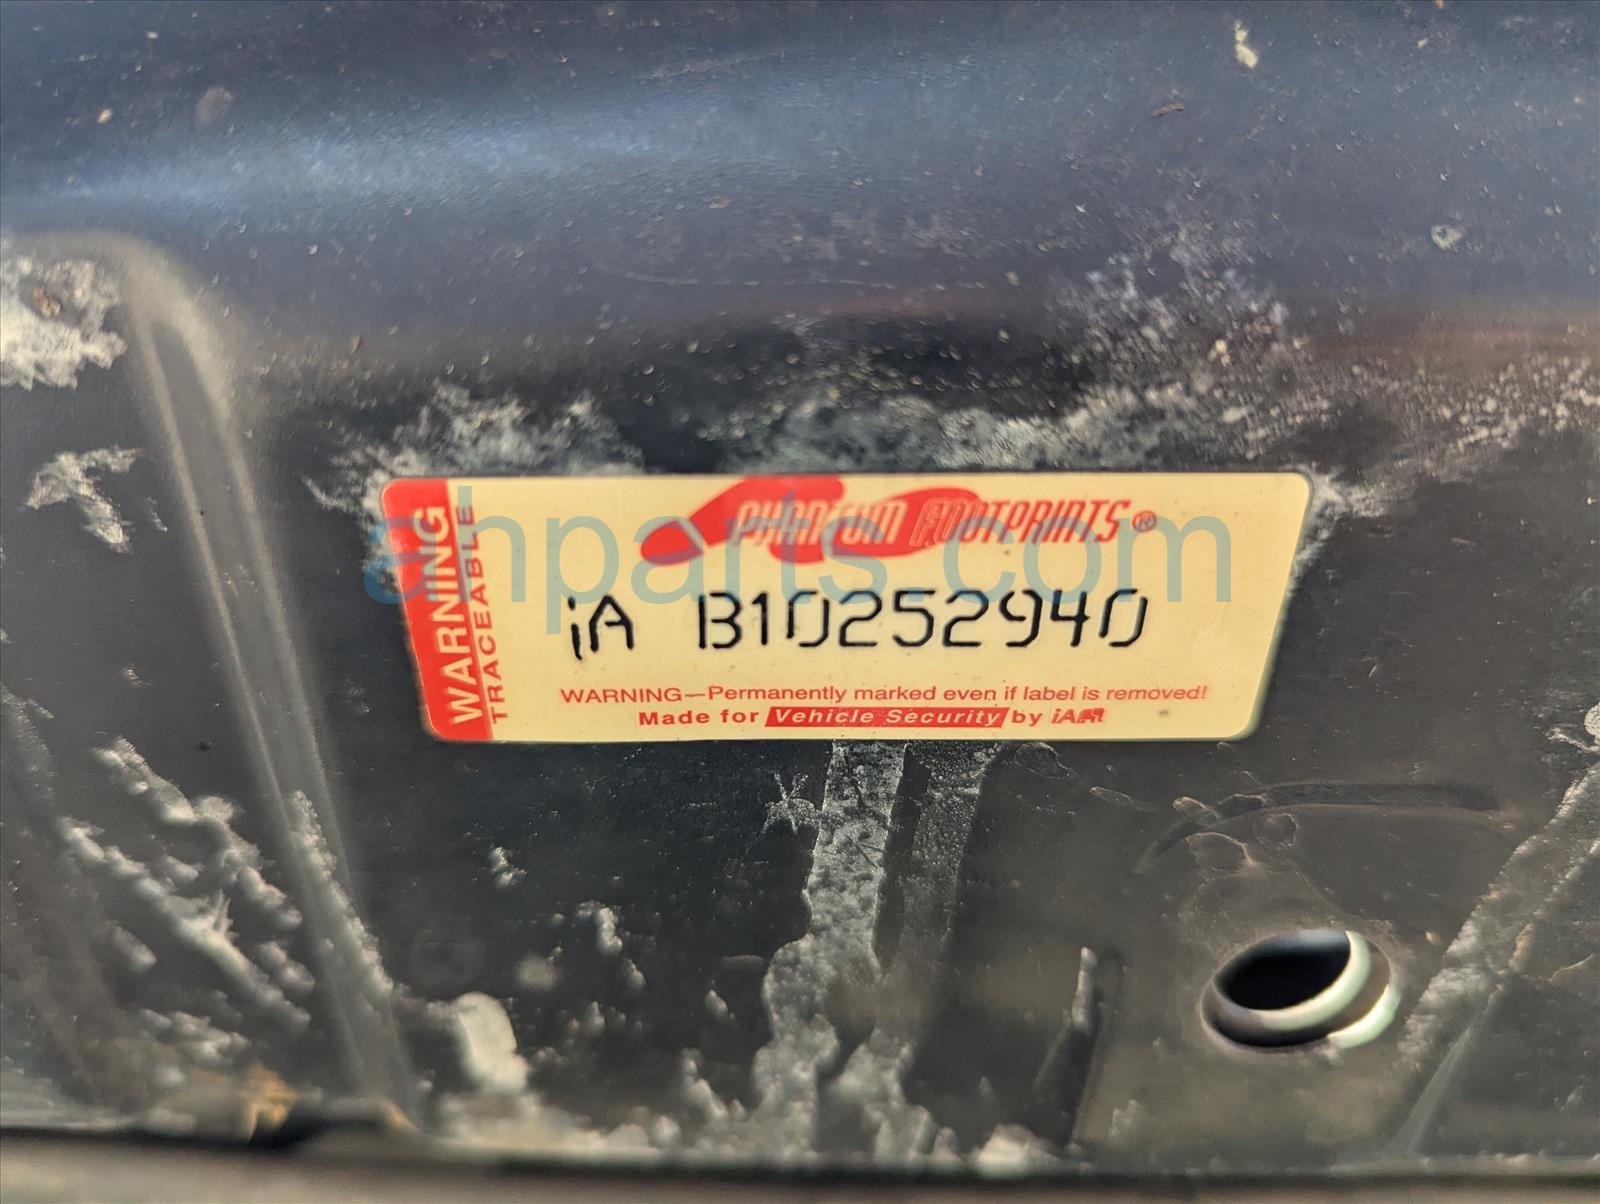 WARNING
TRACEABLE
PHANTOM FOOTPRINTS®
ahparts.com
iA B10252940
WARNING—Permanently marked even if label is removed!
Made for Vehicle Security by